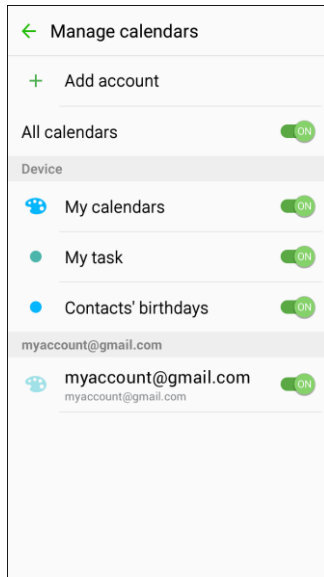 Manage calendars
Add account
All calendars ON
Device
My calendars ON
My task ON
Contacts' birthdays ON
myaccount@gmail.com
myaccount@gmail.com ON
myaccount@gmail.com